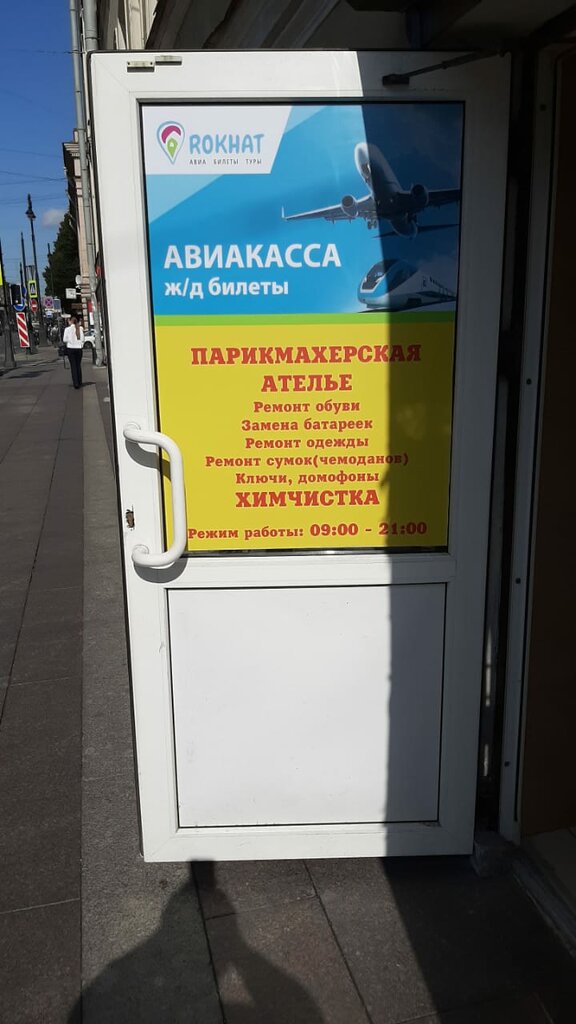 ROKHAT
АВИА БИЛЕТЫ ТУРЫ
АВИАКАССА
ж/д билеты
ПАРИКМАХЕРСКАЯ
АТЕЛЬЕ
Ремонт обуви
Замена батареек
Ремонт одежды
Ремонт сумок(чемоданов)
Ключи, домофоны
ХИМЧИСТКА
Режим работы: 09:00 - 21:00